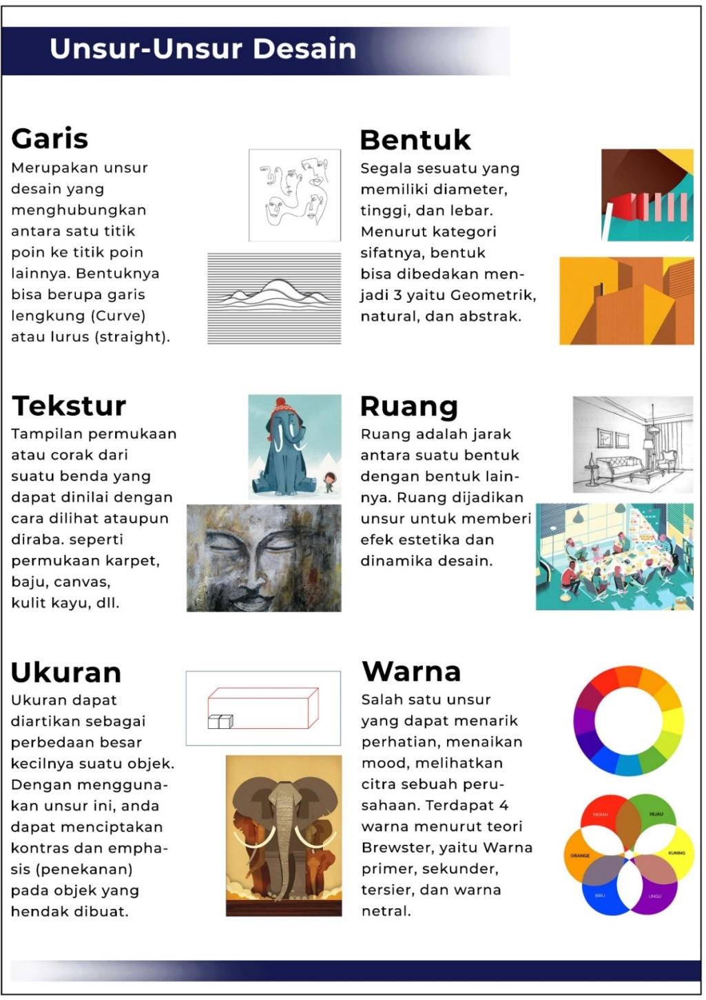 Unsur-Unsur Desain
Garis
Merupakan unsur
desain yang
menghubungkan
antara satu titik
poin ke titik poin
lainnya. Bentuknya
bisa berupa garis
lengkung (Curve)
atau lurus (straight).
Bentuk
Segala sesuatu yang
memiliki diameter,
tinggi, dan lebar.
Menurut kategori
sifatnya, bentuk
bisa dibedakan men-
jadi 3 yaitu Geometrik,
natural, dan abstrak.
Tekstur
Tampilan permukaan
atau corak dari
suatu benda yang
dapat dinilai dengan
cara dilihat ataupun
diraba. seperti
permukaan karpet,
baju, canvas,
kulit kayu, dll.
Ruang
Ruang adalah jarak
antara suatu bentuk
dengan bentuk lain-
nya. Ruang dijadikan
unsur untuk memberi
efek estetika dan
dinamika desain.
Ukuran
Ukuran dapat
diartikan sebagai
perbedaan besar
kecilnya suatu objek.
Dengan mengguna-
kan unsur ini, anda
dapat menciptakan
kontras dan empha-
sis (penekanan)
pada objek yang
hendak dibuat.
Warna
Salah satu unsur
yang dapat menarik
perhatian, menaikan
mood, melihatkan
citra sebuah peru-
sahaan. Terdapat 4
warna menurut teori
Brewster, yaitu Warna
primer, sekunder,
tersier, dan warna
netral.
MERAH
HIJAU
ORANGE
KUNING
BIRU
UNGU